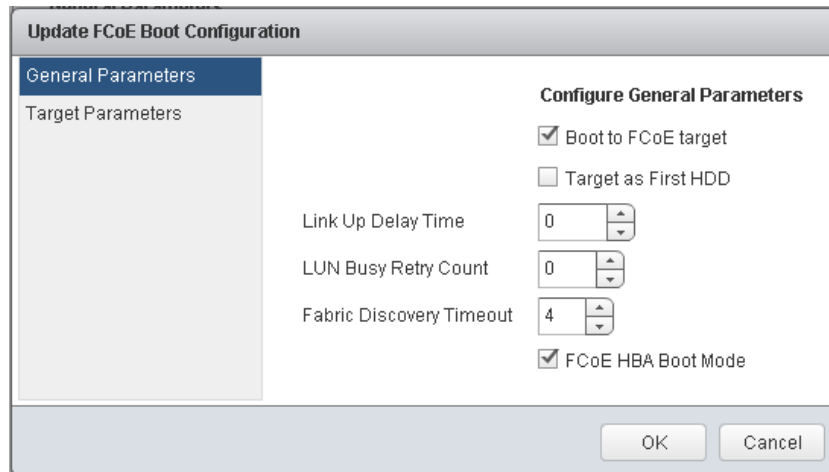 General Parameters
Update FCoE Boot Configuration
General Parameters
Target Parameters
Configure General Parameters
Boot to FCoE target
Target as First HDD
Link Up Delay Time 0
LUN Busy Retry Count 0
Fabric Discovery Timeout 4
FCoE HBA Boot Mode
OK Cancel